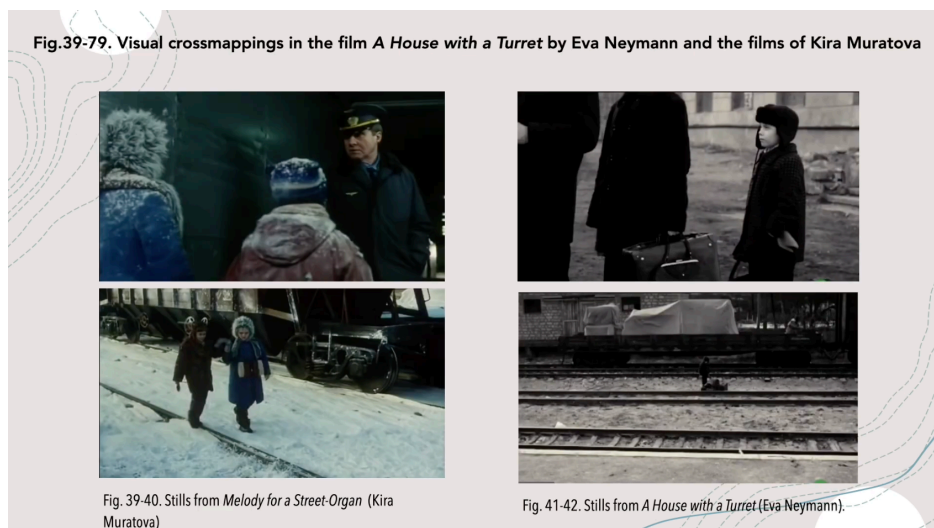 Fig.39-79. Visual crossmappings in the film A House with a Turret by Eva Neymann and the films of Kira Muratova
Fig. 39-40. Stills from Melody for a Street-Organ (Kira
Muratova)
Fig. 41-42. Stills from A House with a Turret (Eva Neymann).